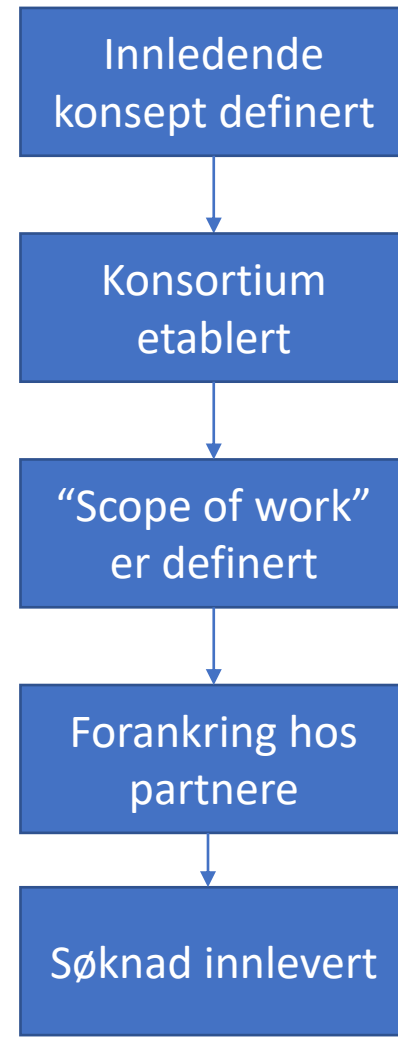 Innledende
konsept definert
Konsortium
etablert
“Scope of work”
er definert
Forankring hos
partnere
Søknad innlevert